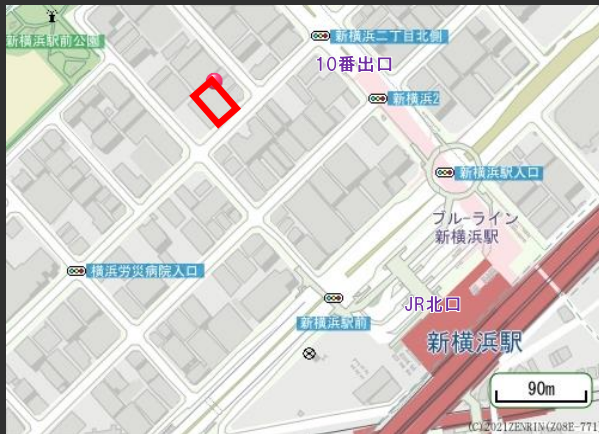 新横浜駅前公園
新横浜二丁目北側
10番出口
新横浜2
新横浜駅入口
ブルーライン
新横浜駅
横浜労災病院入口
JR北口
新横浜駅前
新横浜駅
90m
(C)2021ZENRIN(Z08E-771